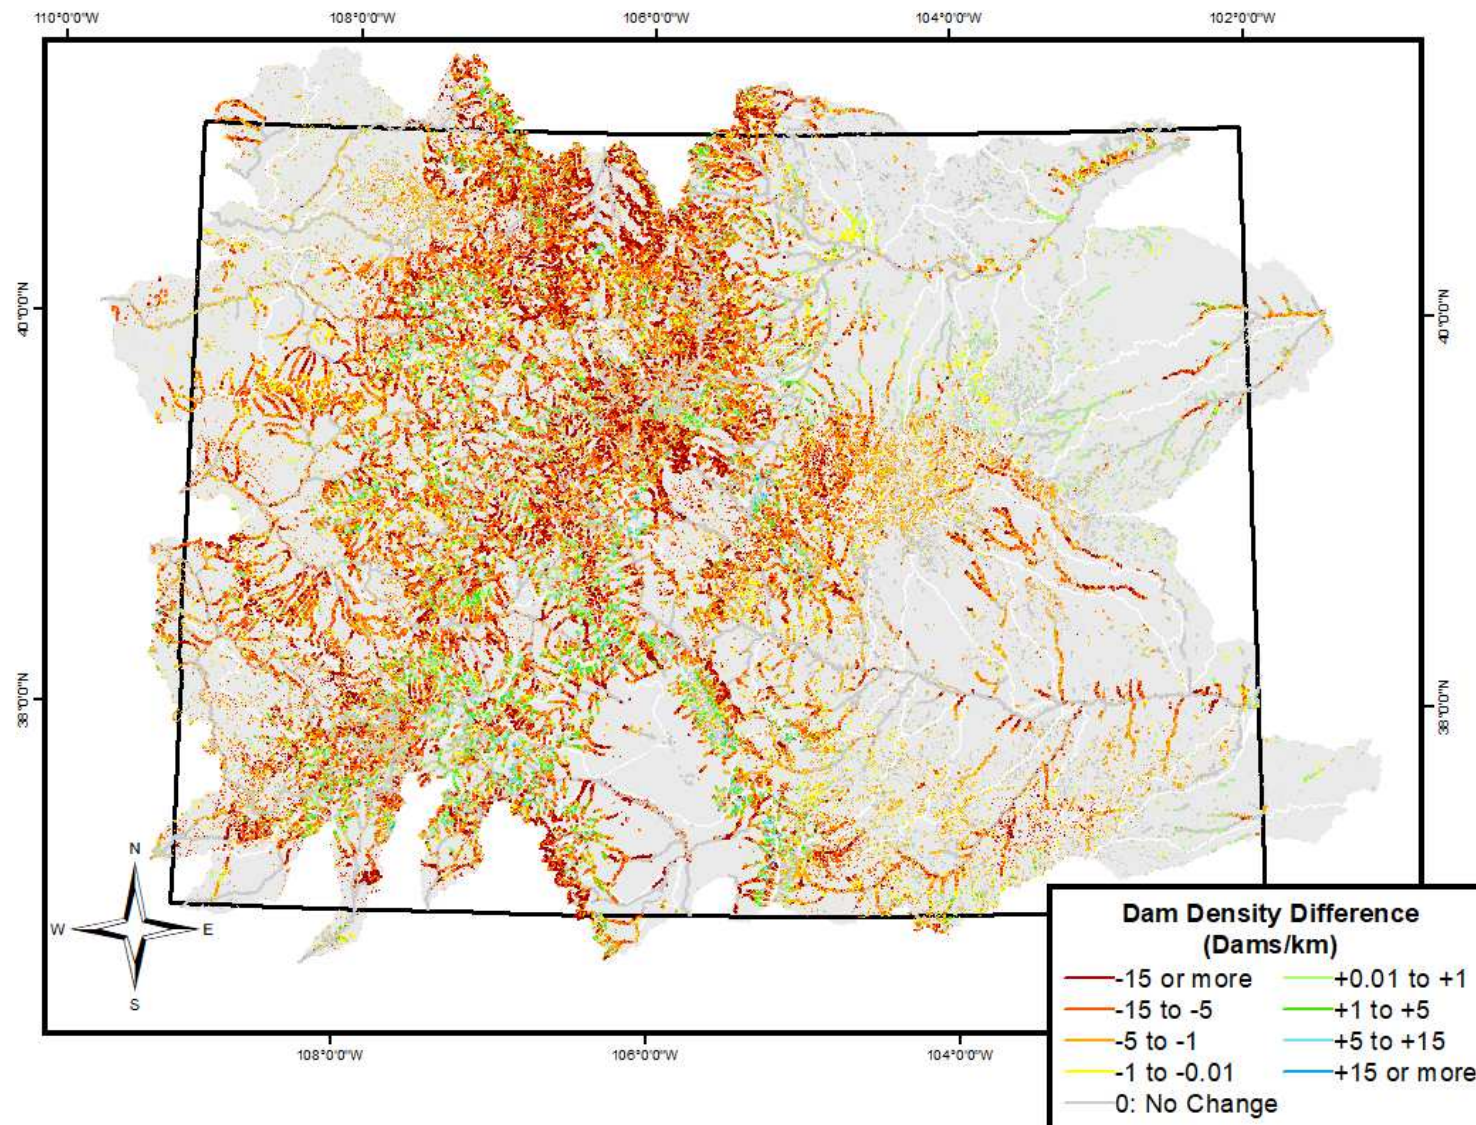 110°0'0"W 108°0'0"W 106°0'0"W 104°0'0"W 102°0'0"W
40°0'0"N 40°0'0"N
38°0'0"N 38°0'0"N
N
W E
S
Dam Density Difference
(Dams/km)
-15 or more +0.01 to +1
-15 to -5 +1 to +5
-5 to -1 +5 to +15
-1 to -0.01 +15 or more
0: No Change
108°0'0"W 106°0'0"W 104°0'0"W